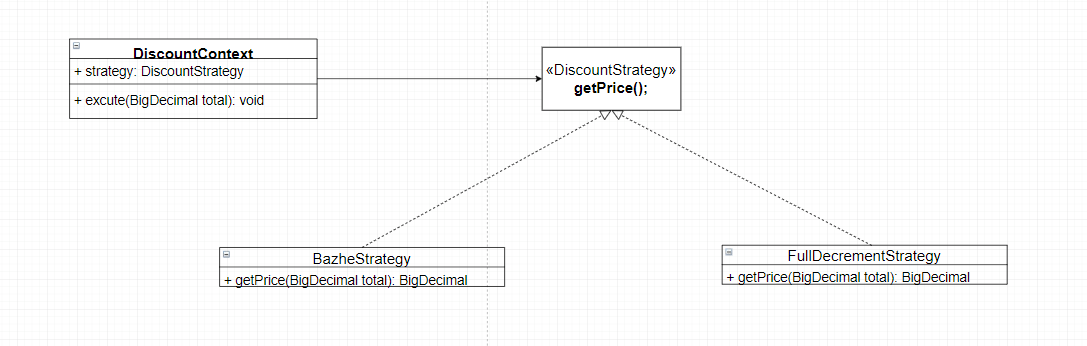 DiscountContext
+ strategy: DiscountStrategy
+ excute(BigDecimal total): void
«DiscountStrategy»
getPrice();
BazheStrategy
+ getPrice(BigDecimal total): BigDecimal
FullDecrementStrategy
+ getPrice(BigDecimal total): BigDecimal